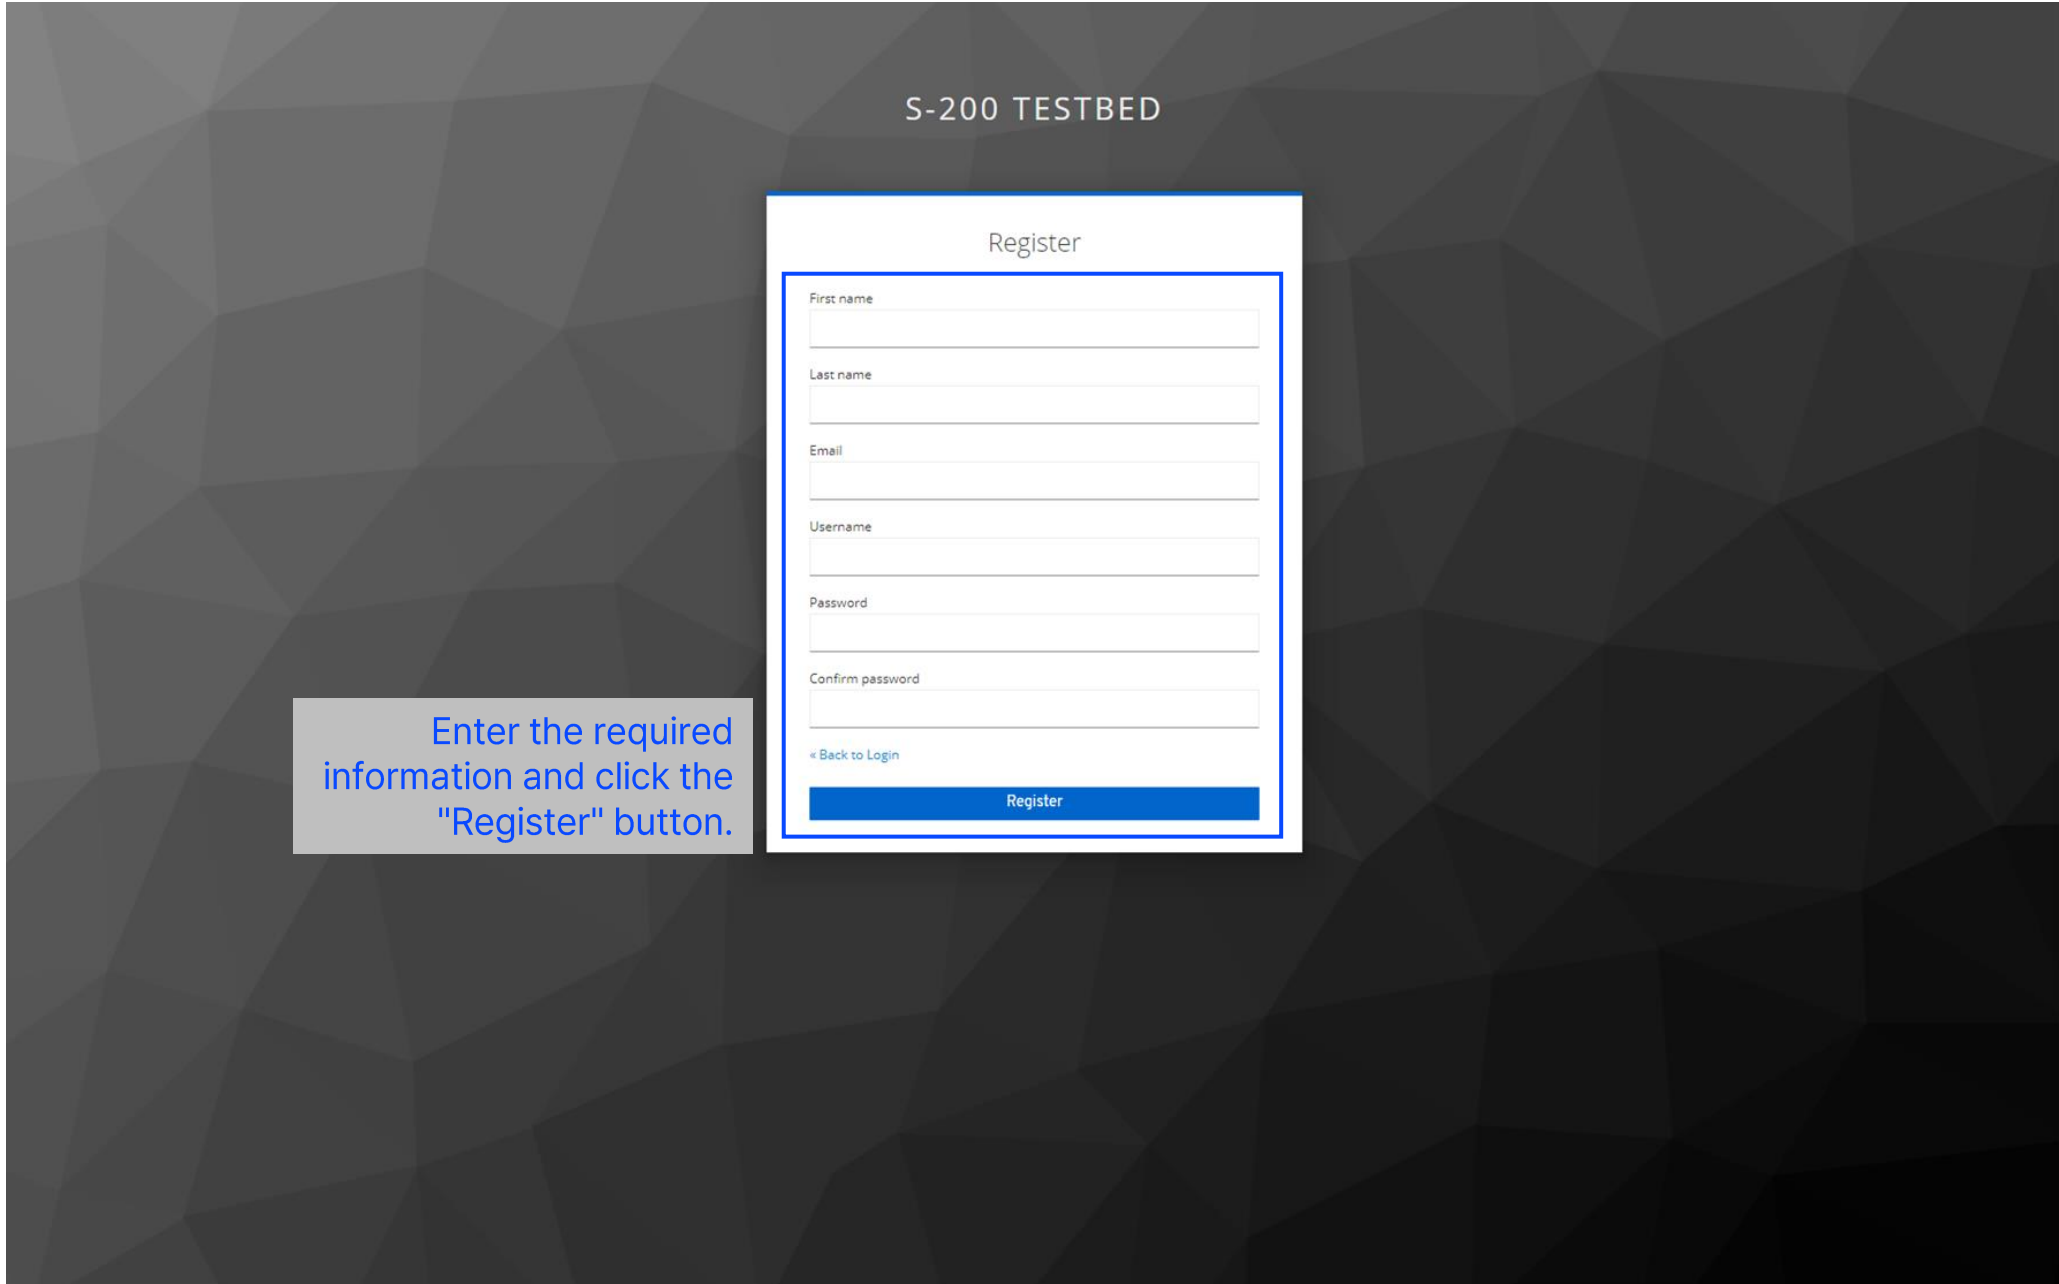 S-200 TESTBED
Register
First name
Last name
Email
Username
Password
Confirm password
« Back to Login
Register
Enter the required
information and click the
"Register" button.